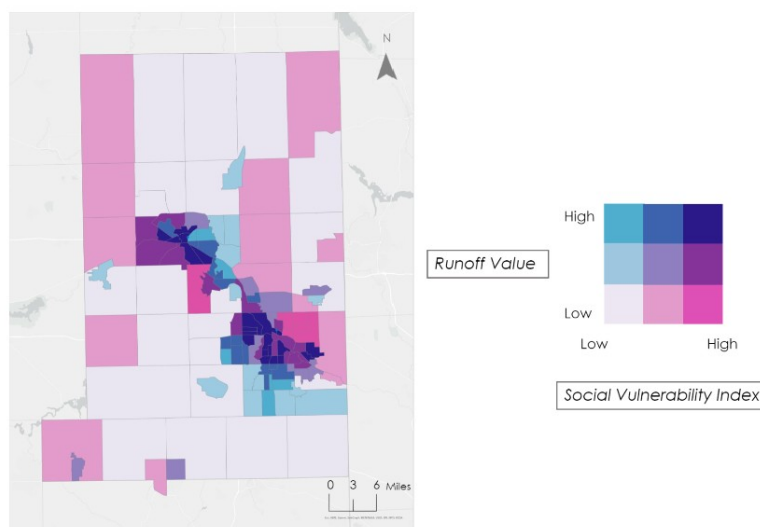 N
High
Runoff Value
Low
Low
High
Social Vulnerability Index
0 3 6 Miles